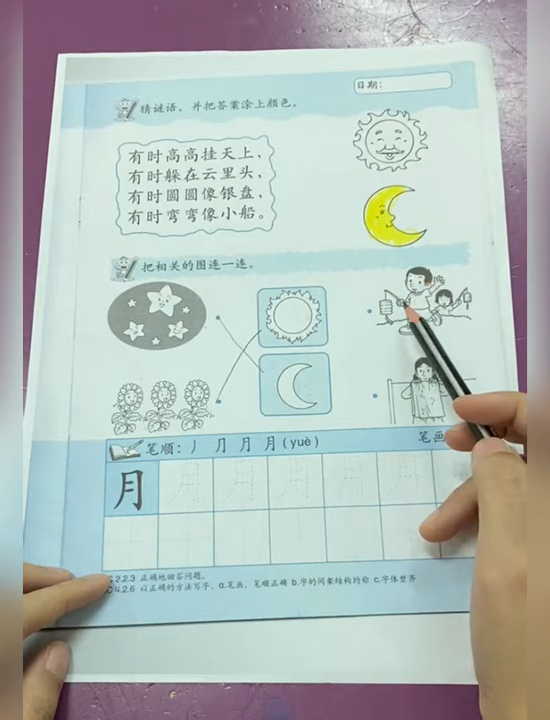 日期:
猜谜语，并把答案涂上颜色。
有时高高挂天上，
有时躲在云里头，
有时圆圆像银盘，
有时弯弯像小船。
把相关的图连一连。
笔顺: 丿 ⺆ 月 月 (yuè) 笔画
月 月 月 月 月 月 月
2.2.3 正确地回答问题。
4.2.6 以正确的方法写字。a.笔画、笔顺正确 b.字的间架结构均称 c.字体整齐